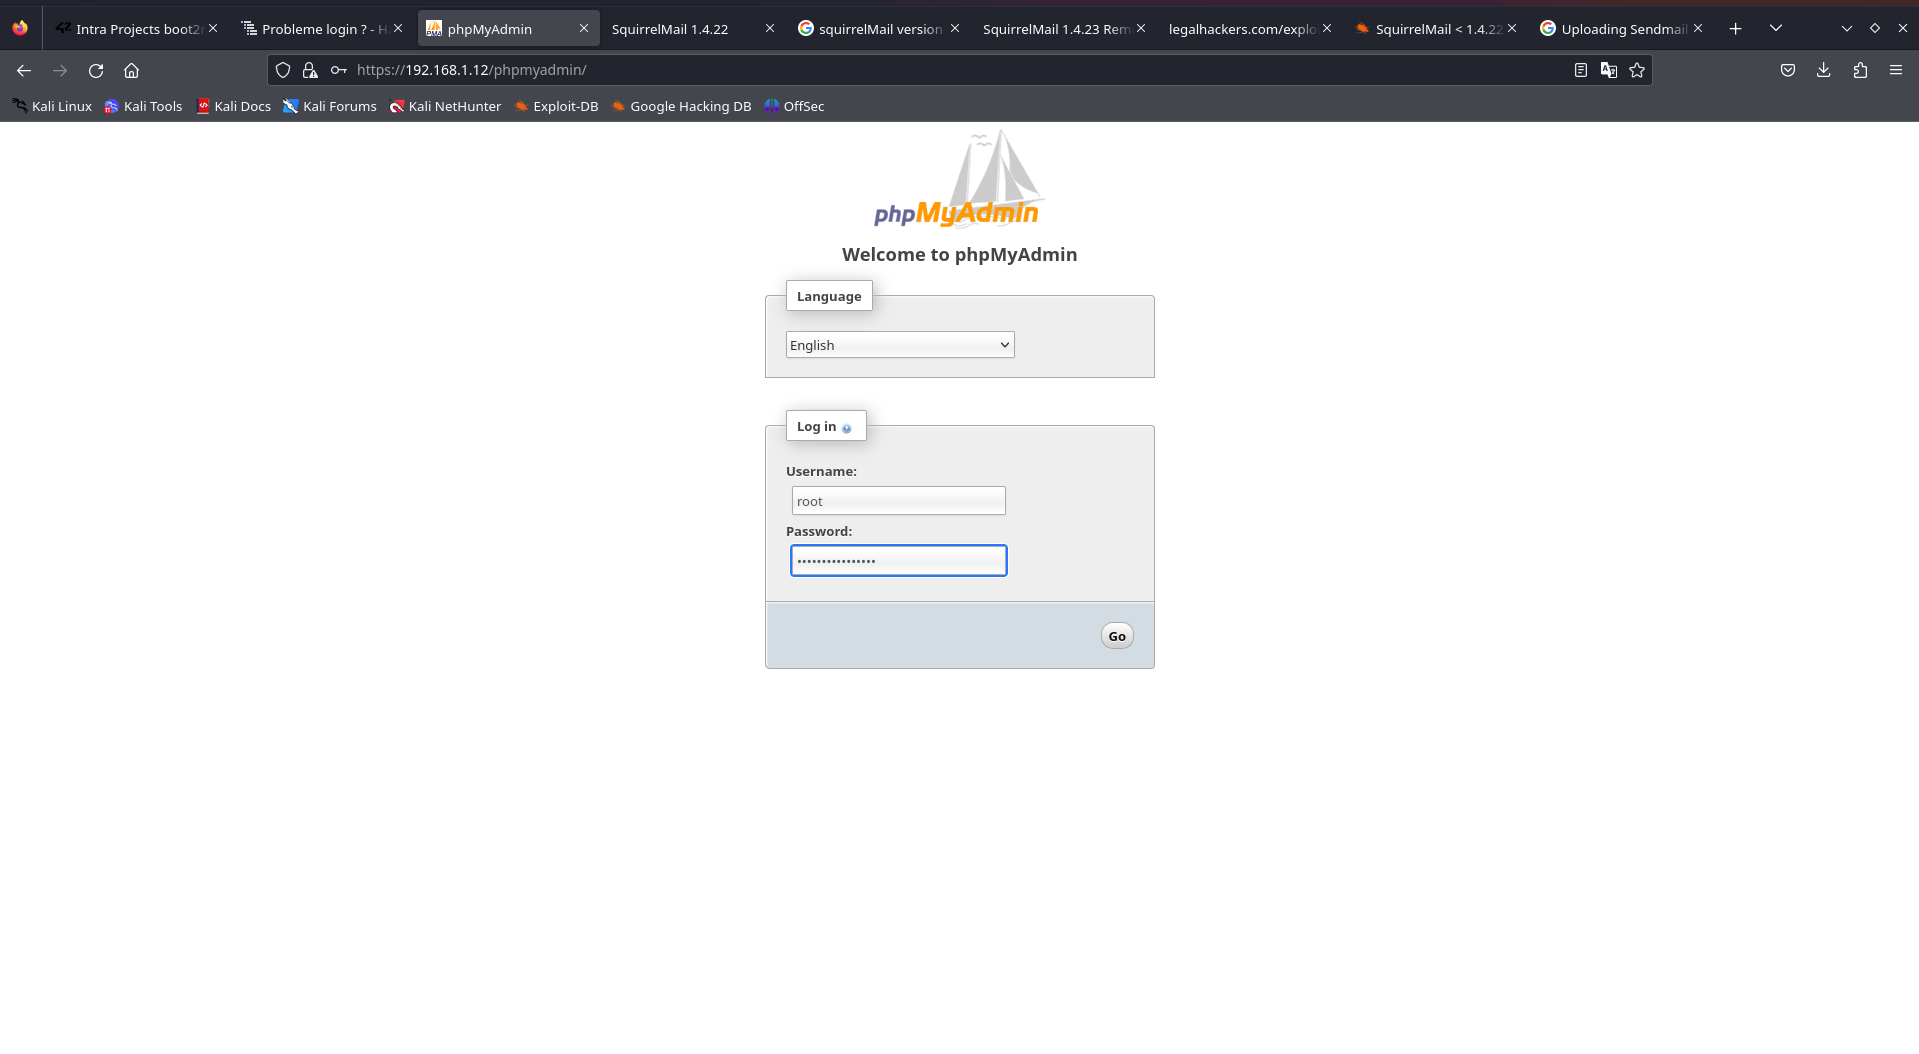 Intra Projects boot2r
Probleme login ? - H
phpMyAdmin
SquirrelMail 1.4.22
squirrelMail version
SquirrelMail 1.4.23 Rem
legalhackers.com/explo
SquirrelMail < 1.4.22
Uploading Sendmail
https://192.168.1.12/phpmyadmin/
Kali Linux
Kali Tools
Kali Docs
Kali Forums
Kali NetHunter
Exploit-DB
Google Hacking DB
OffSec
phpMyAdmin
Welcome to phpMyAdmin
Language
English
Log in
Username:
root
Password:
••••••••••••••••
Go